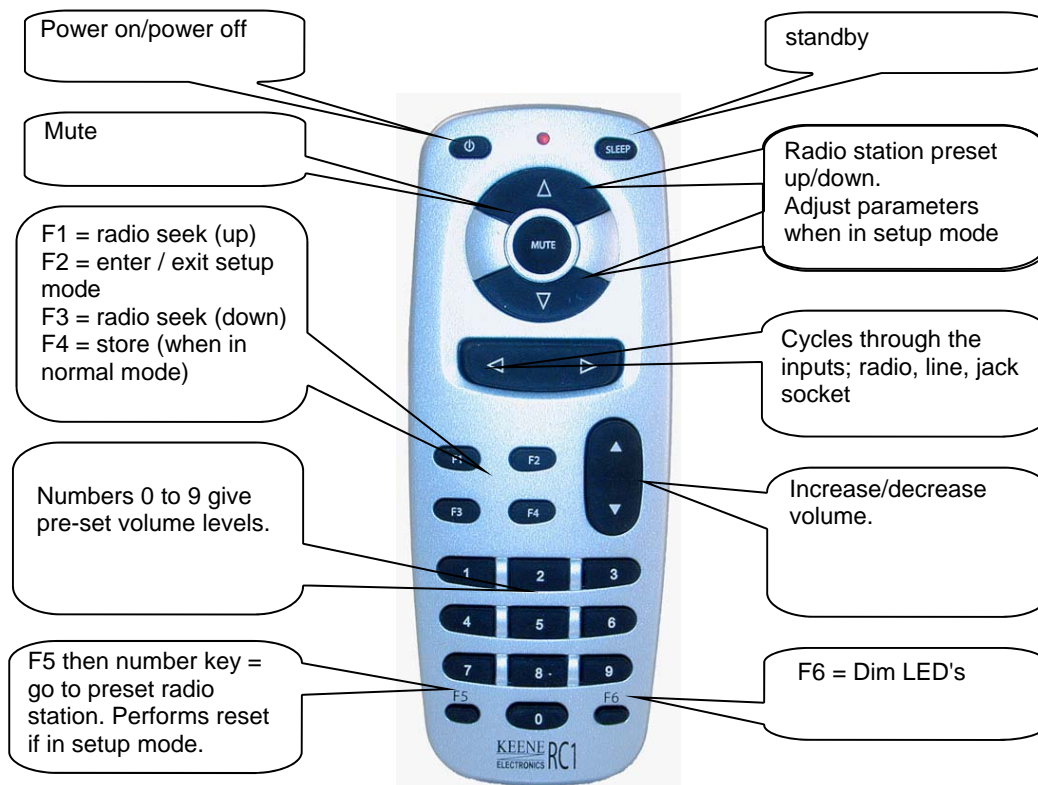 Power on/power off
standby
Mute
SLEEP
Radio station preset
up/down.
Adjust parameters
when in setup mode
MUTE
F1 = radio seek (up)
F2 = enter / exit setup
mode
F3 = radio seek (down)
F4 = store (when in
normal mode)
Cycles through the
inputs; radio, line, jack
socket
F1 F2
F3 F4
Numbers 0 to 9 give
pre-set volume levels.
Increase/decrease
volume.
1 2 3
4 5 6
7 8 9
F5 F6
0
F5 then number key =
go to preset radio
station. Performs reset
if in setup mode.
F6 = Dim LED's
KEENE
ELECTRONICS RC1